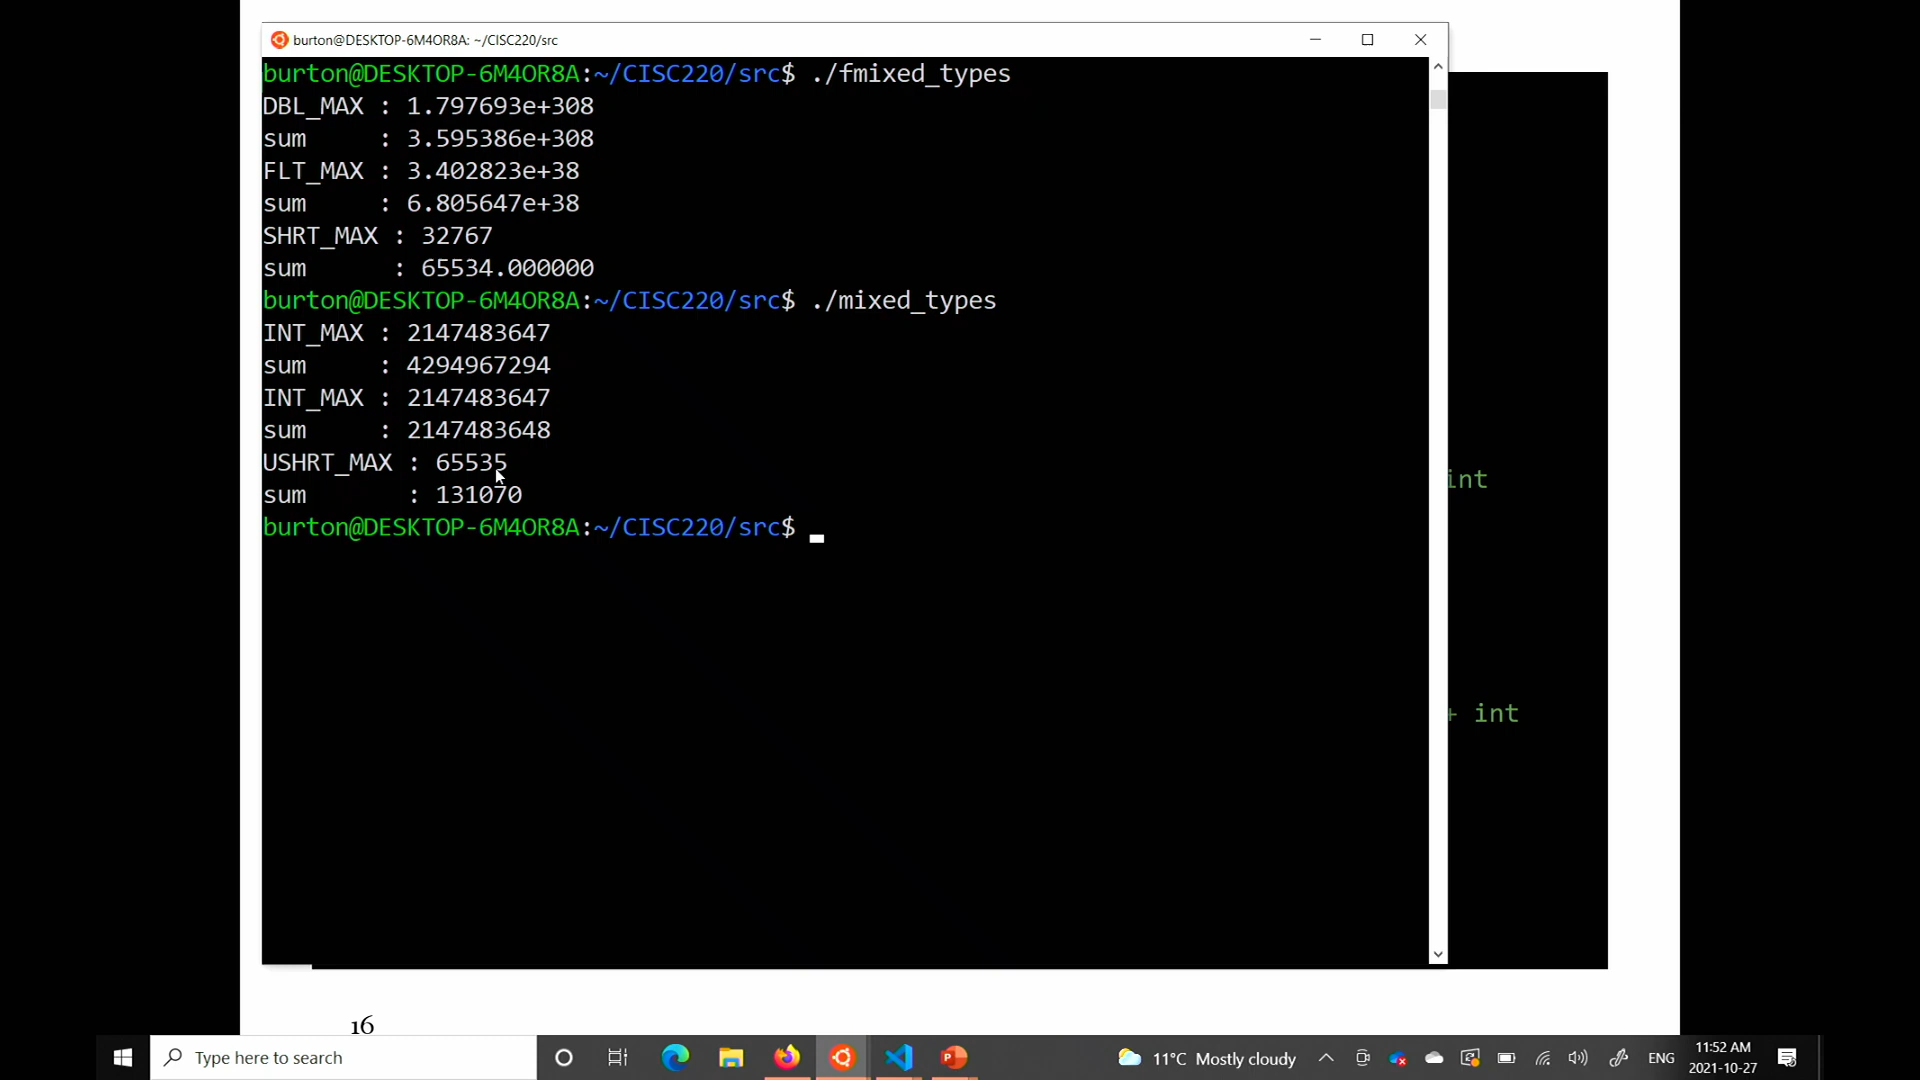 burton@DESKTOP-6M4OR8A: ~/CISC220/src
burton@DESKTOP-6M4OR8A:~/CISC220/src$ ./fmixed_types
DBL_MAX : 1.797693e+308
sum     : 3.595386e+308
FLT_MAX : 3.402823e+38
sum     : 6.805647e+38
SHRT_MAX : 32767
sum      : 65534.000000
burton@DESKTOP-6M4OR8A:~/CISC220/src$ ./mixed_types
INT_MAX : 2147483647
sum     : 4294967294
INT_MAX : 2147483647
sum     : 2147483648
USHRT_MAX : 65535
int
sum       : 131070
burton@DESKTOP-6M4OR8A:~/CISC220/src$
+ int
16
Type here to search
11°C Mostly cloudy
ENG
11:52 AM
2021-10-27